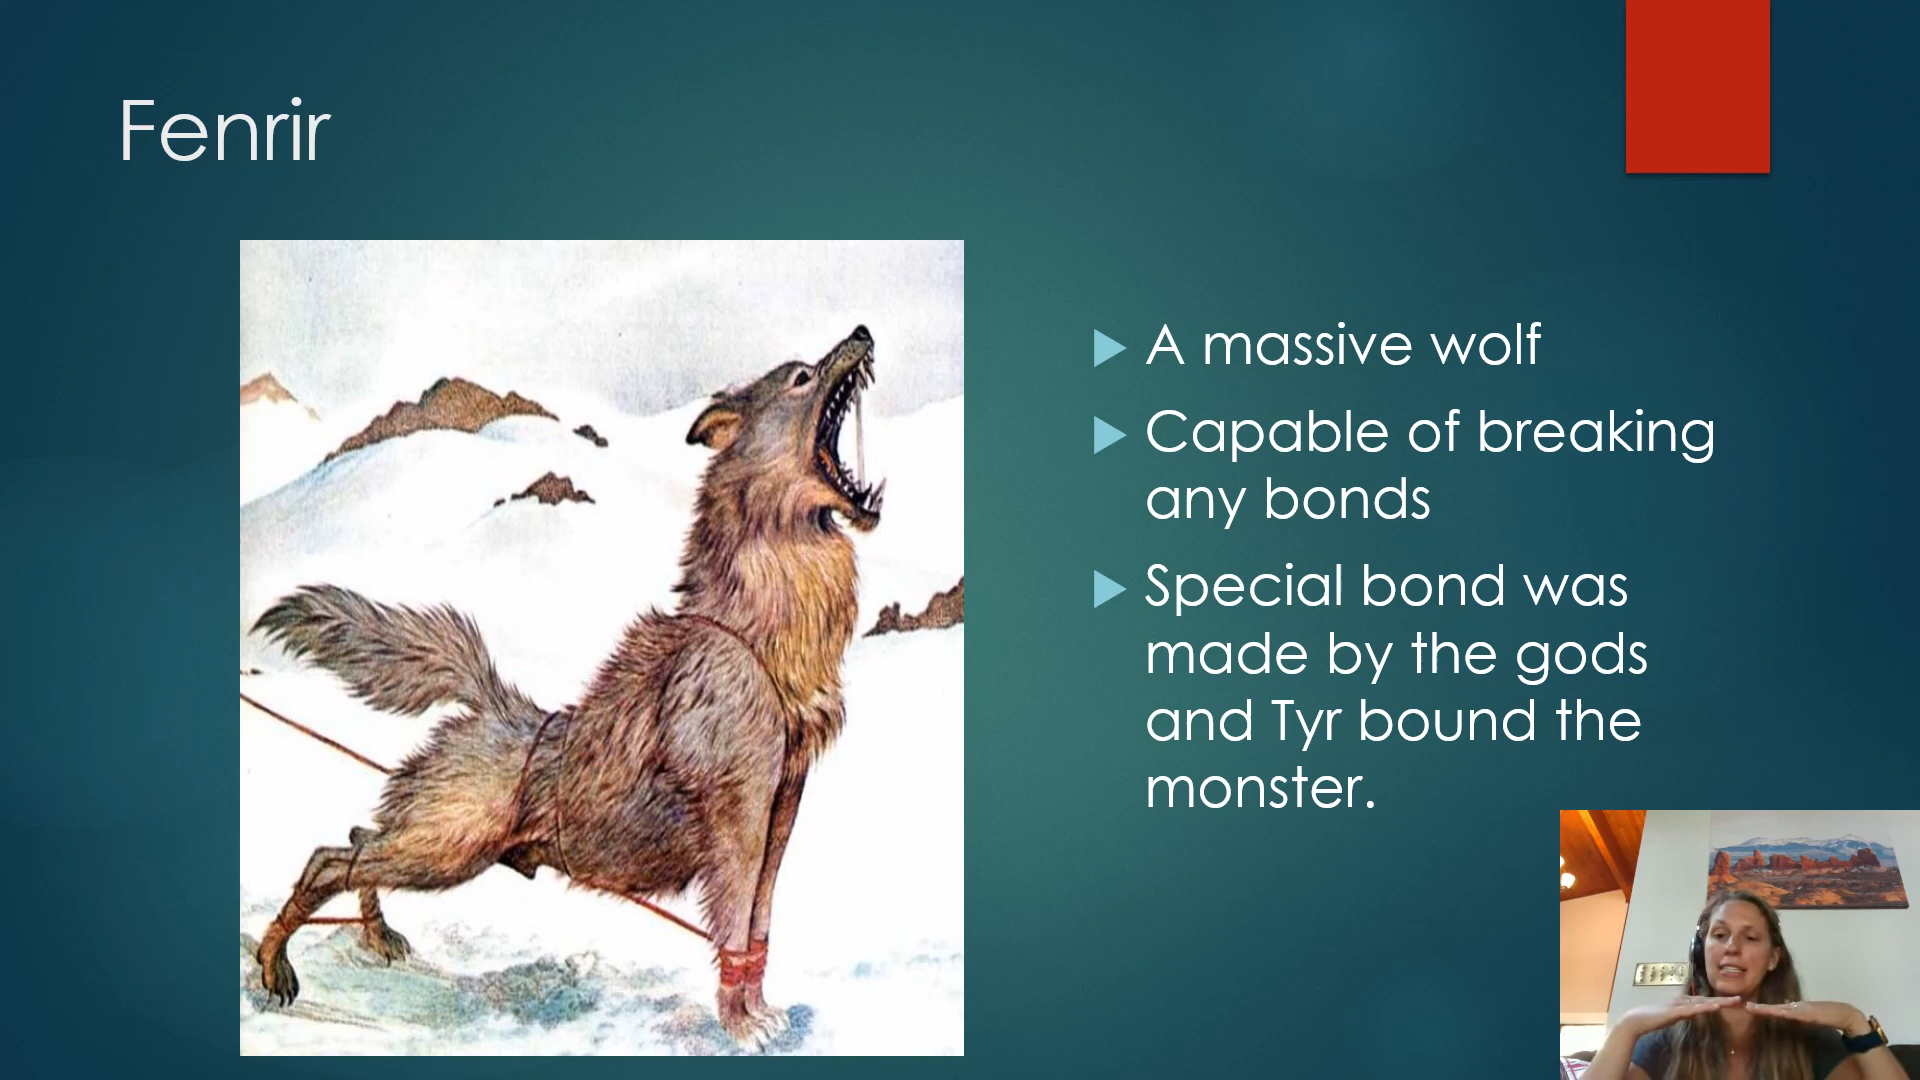 Fenrir
A massive wolf
Capable of breaking
any bonds
Special bond was
made by the gods
and Tyr bound the
monster.